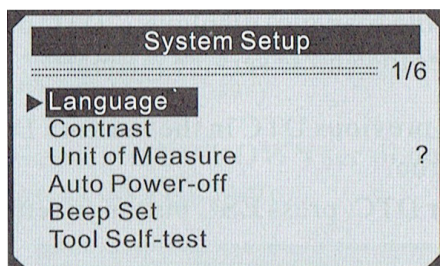 System Setup
1/6
Language
Contrast
Unit of Measure ?
Auto Power-off
Beep Set
Tool Self-test